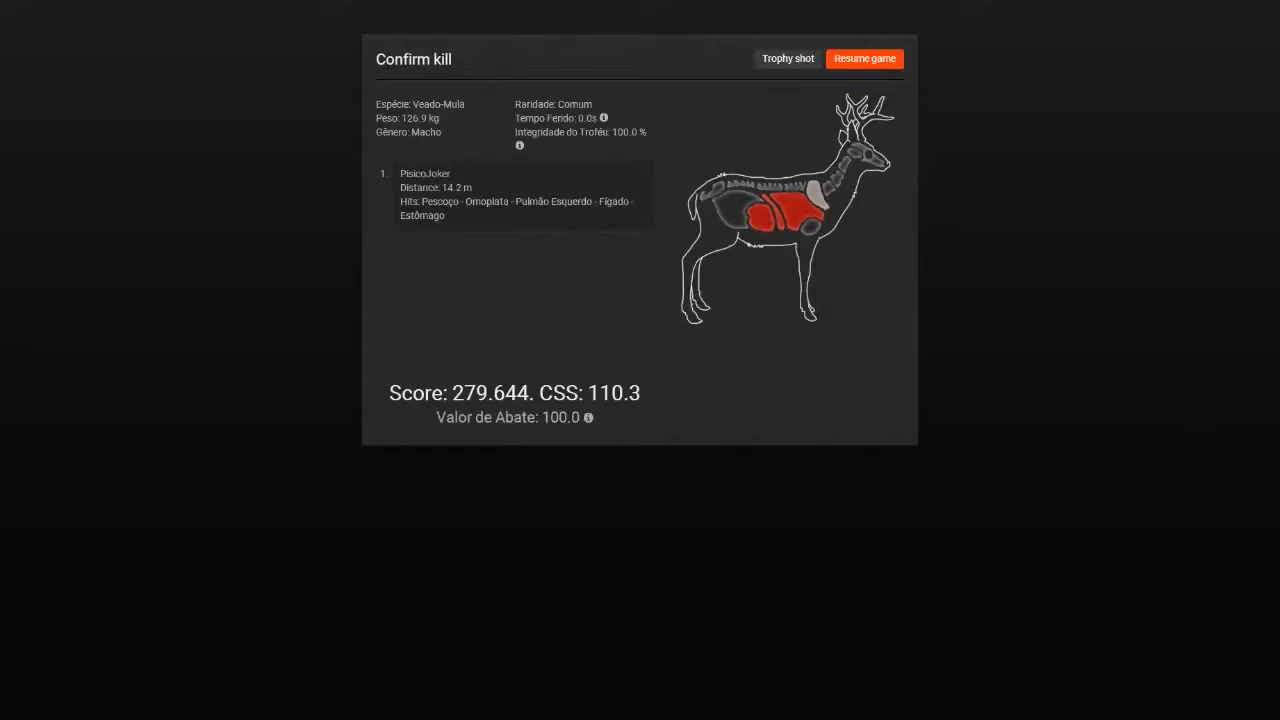 Confirm kill
Trophy shot
Resume game
Espécie: Veado-Mula
Peso: 126.9 kg
Gênero: Macho
Raridade: Comum
Tempo Ferido: 0.0s
Integridade do Troféu: 100.0 %
1. PisicoJoker
Distance: 14.2 m
Hits: Pescoço - Omoplata - Pulmão Esquerdo - Fígado -
Estômago
Score: 279.644. CSS: 110.3
Valor de Abate: 100.0